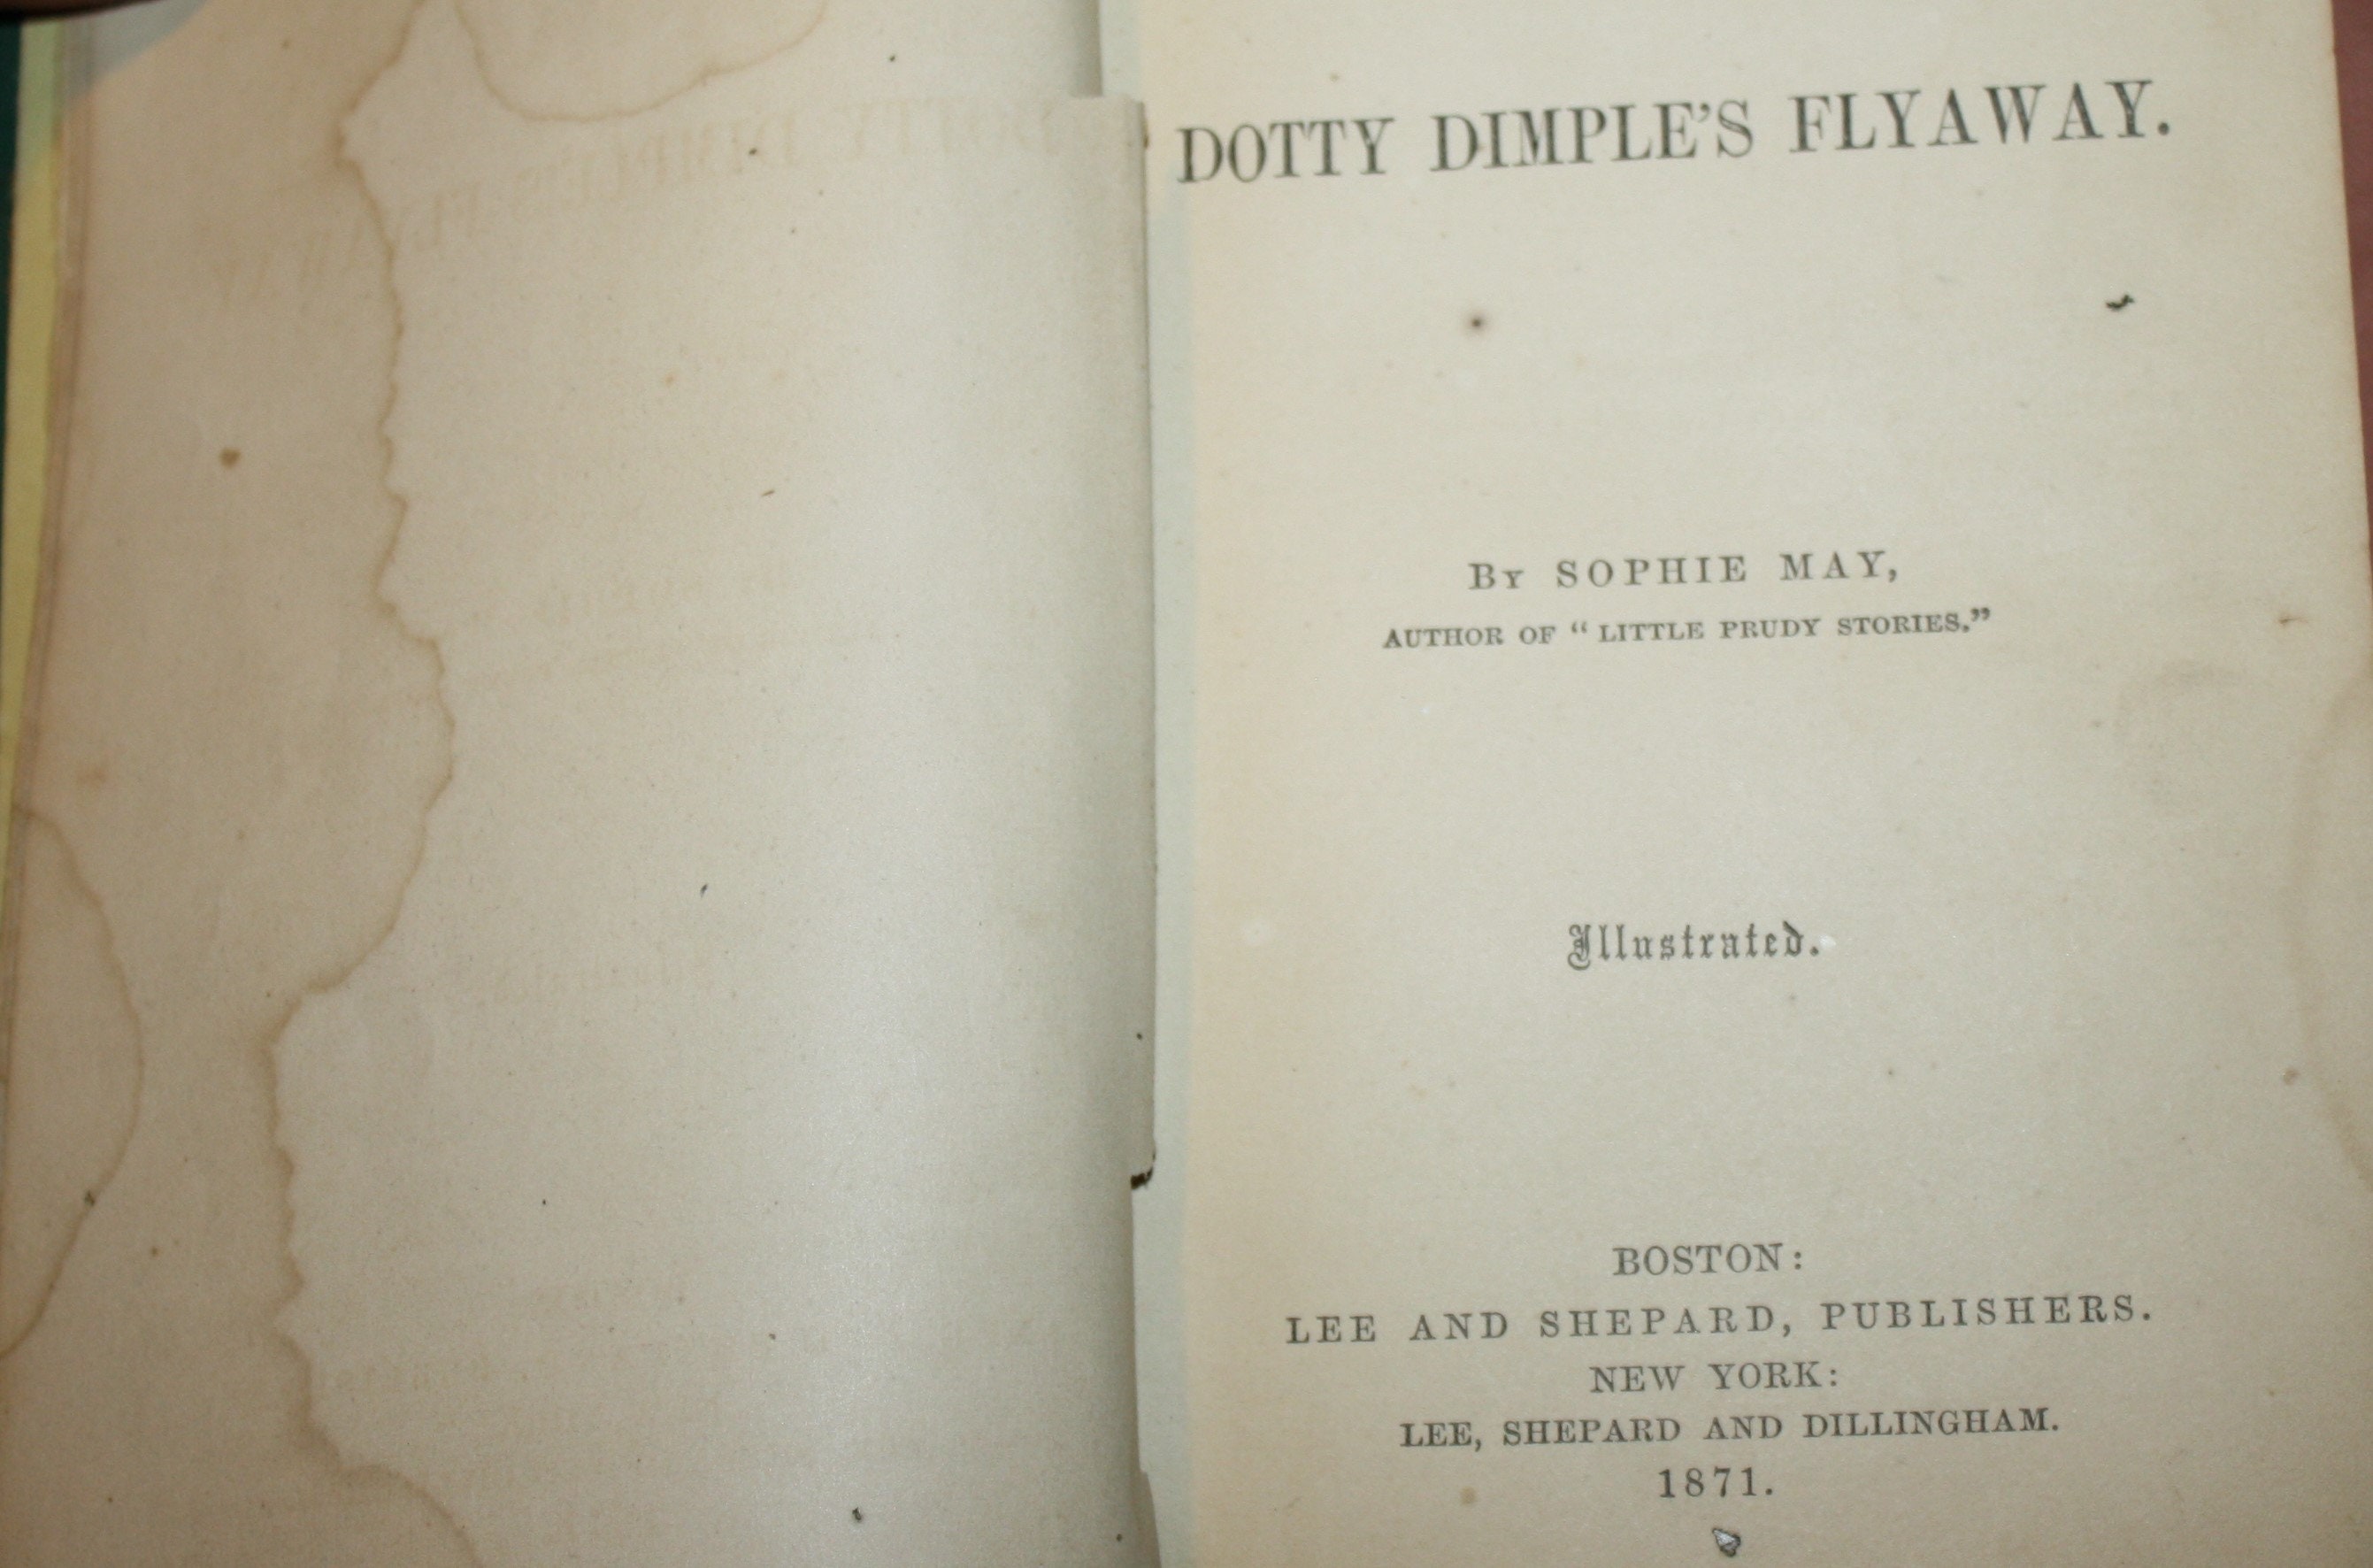 DOTTY DIMPLE'S FLYAWAY.
BY SOPHIE MAY,
AUTHOR OF “ LITTLE PRUDY STORIES.”
Illustrated.
BOSTON:
LEE AND SHEPARD, PUBLISHERS.
NEW YORK:
LEE, SHEPARD AND DILLINGHAM.
1871.